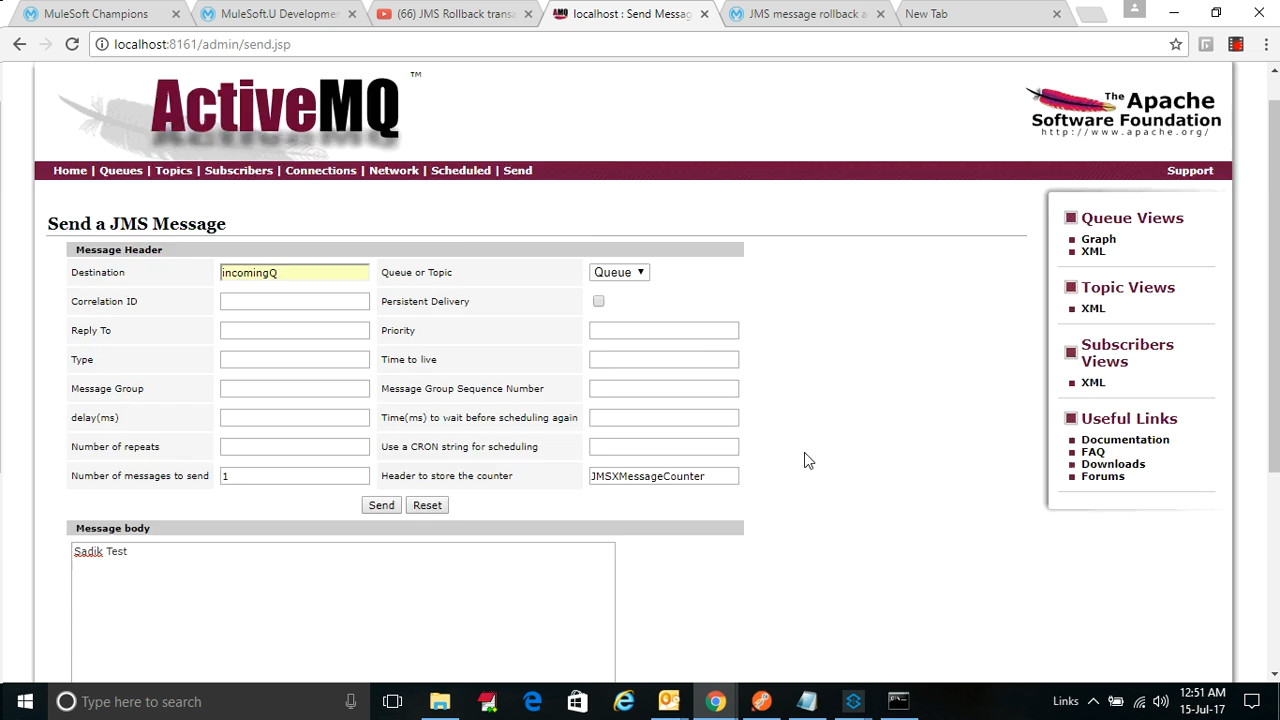 MuleSoft Champions
MuleSoft.U Developme
(66) JMS Rollback transa
localhost : Send Messag
JMS message rollback a
New Tab
localhost:8161/admin/send.jsp
ActiveMQ ™
The Apache
Software Foundation
http://www.apache.org/
Home | Queues | Topics | Subscribers | Connections | Network | Scheduled | Send
Support
Send a JMS Message
Message Header
Destination incomingQ Queue or Topic Queue
Correlation ID Persistent Delivery
Reply To Priority
Type Time to live
Message Group Message Group Sequence Number
delay(ms) Time(ms) to wait before scheduling again
Number of repeats Use a CRON string for scheduling
Number of messages to send 1 Header to store the counter JMSXMessageCounter
Send Reset
Message body
Sadik Test
Queue Views
Graph
XML
Topic Views
XML
Subscribers
Views
XML
Useful Links
Documentation
FAQ
Downloads
Forums
Type here to search
Links
12:51 AM
15-Jul-17